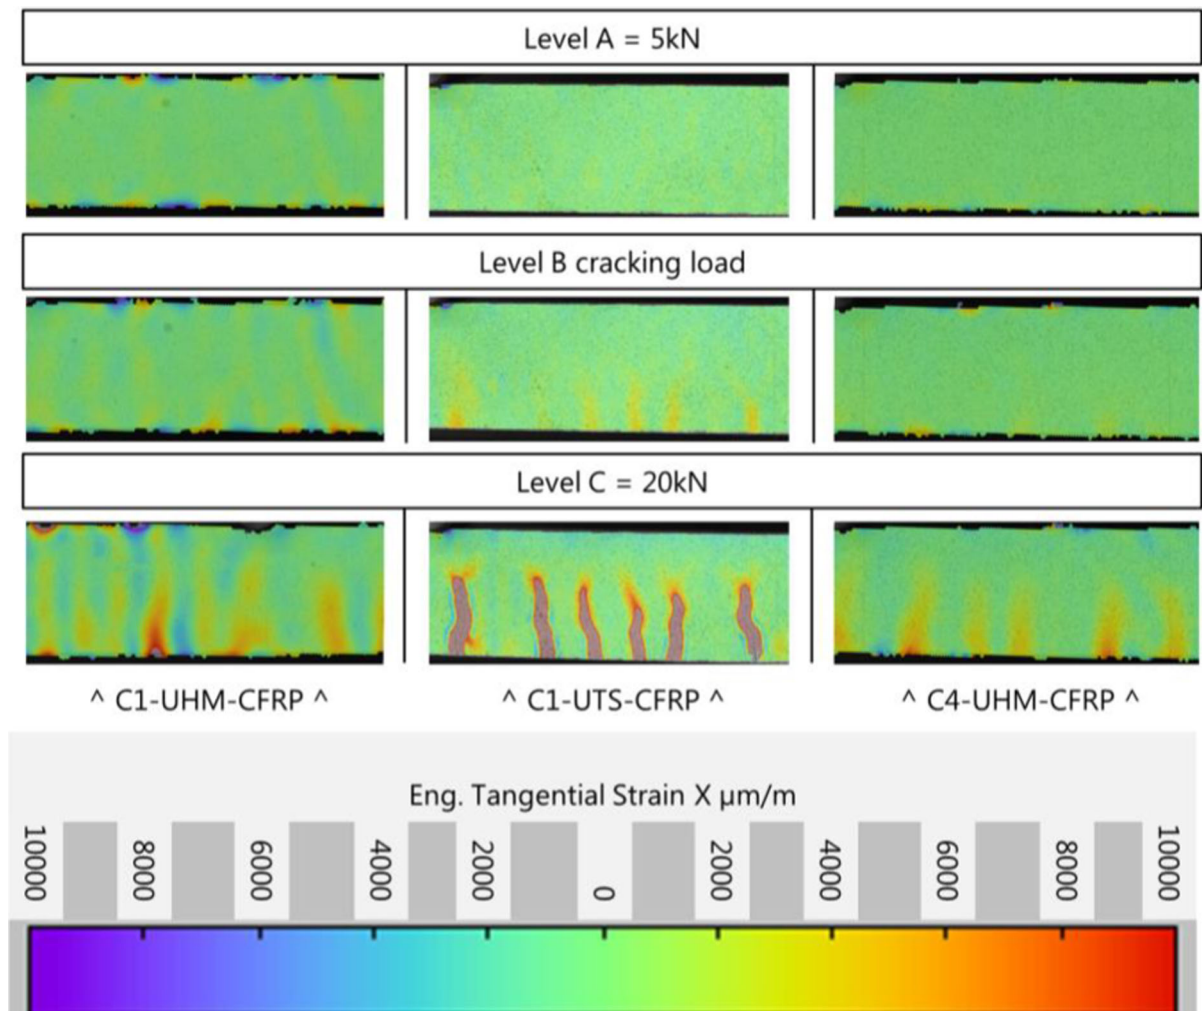 Level A = 5kN
Level B cracking load
Level C = 20kN
^ C1-UHM-CFRP ^ ^ C1-UTS-CFRP ^ ^ C4-UHM-CFRP ^
Eng. Tangential Strain X µm/m
10000 8000 6000 4000 2000 0 2000 4000 6000 8000 10000